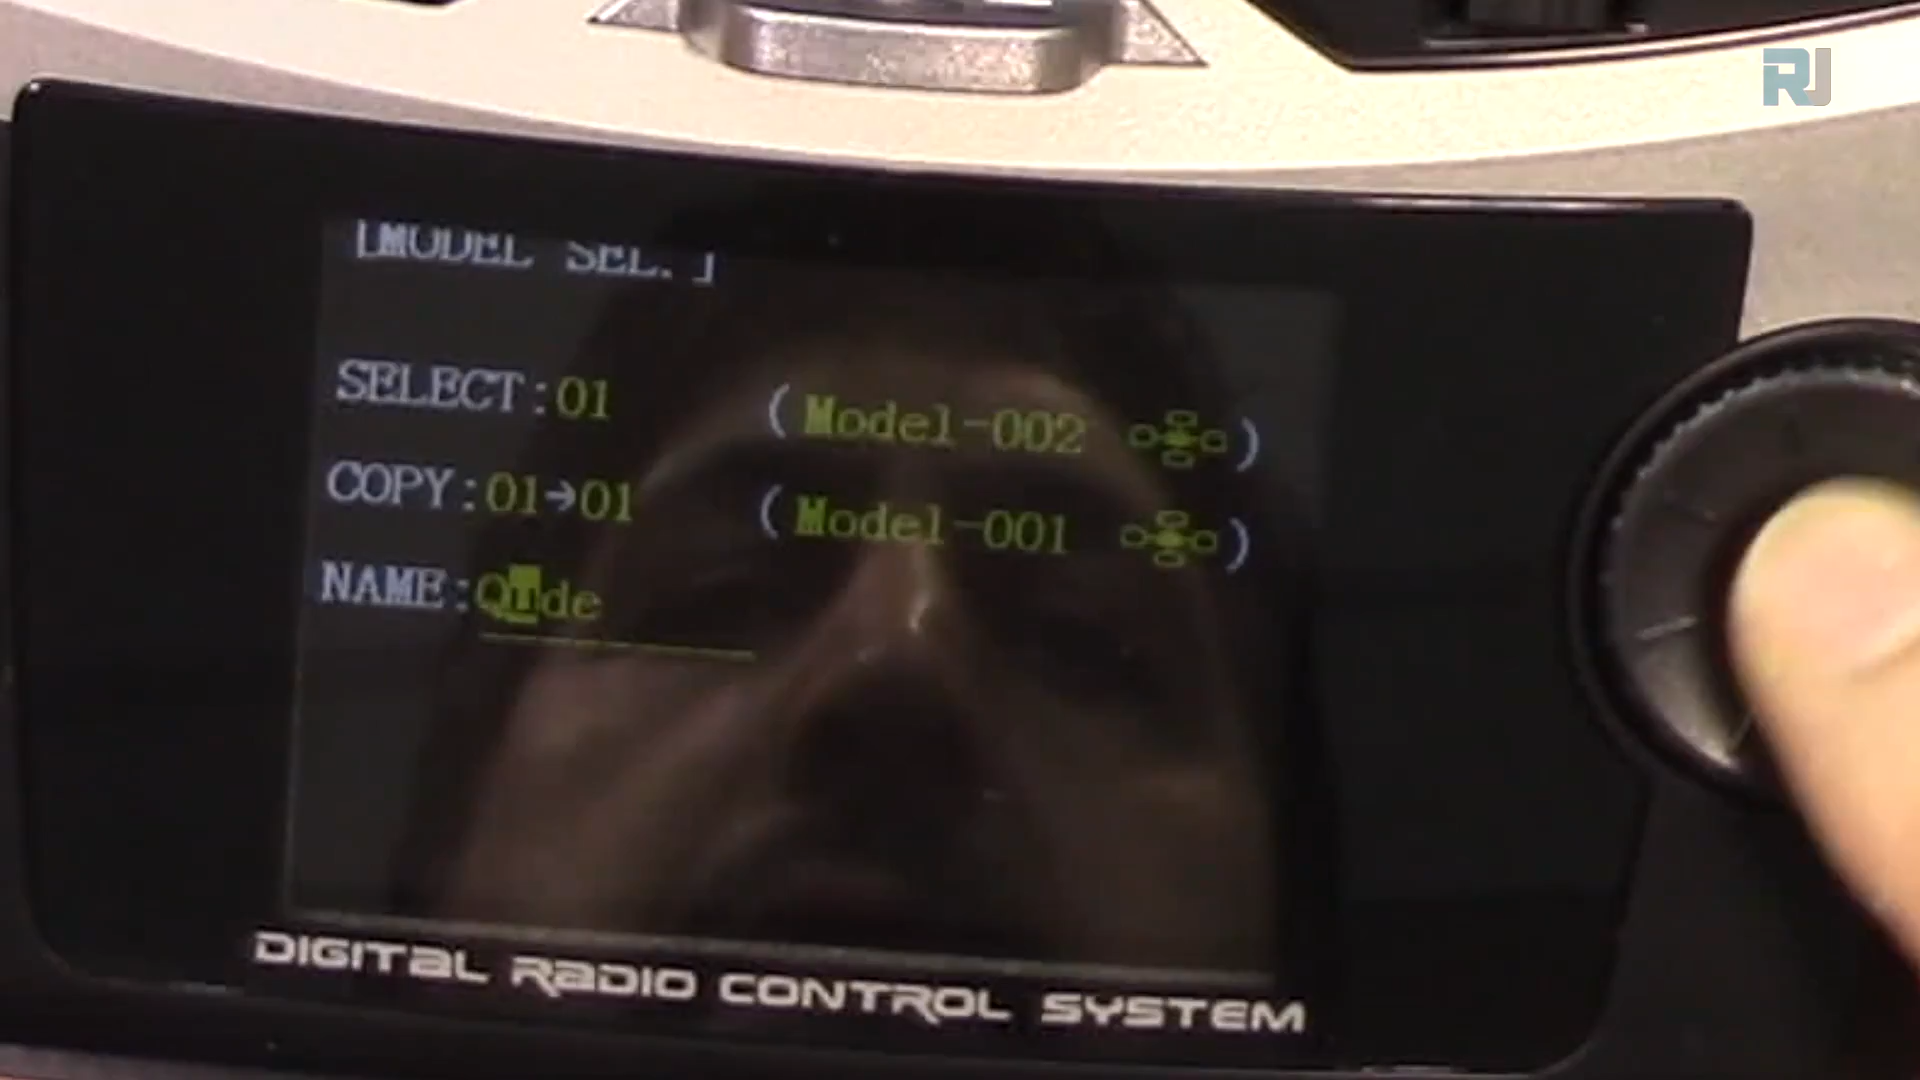 RJ
[MODEL SEL.]
SELECT:01 (Model-002 )
COPY:01→01 (Model-001 )
NAME:Qude
DIGITAL RADIO CONTROL SYSTEM